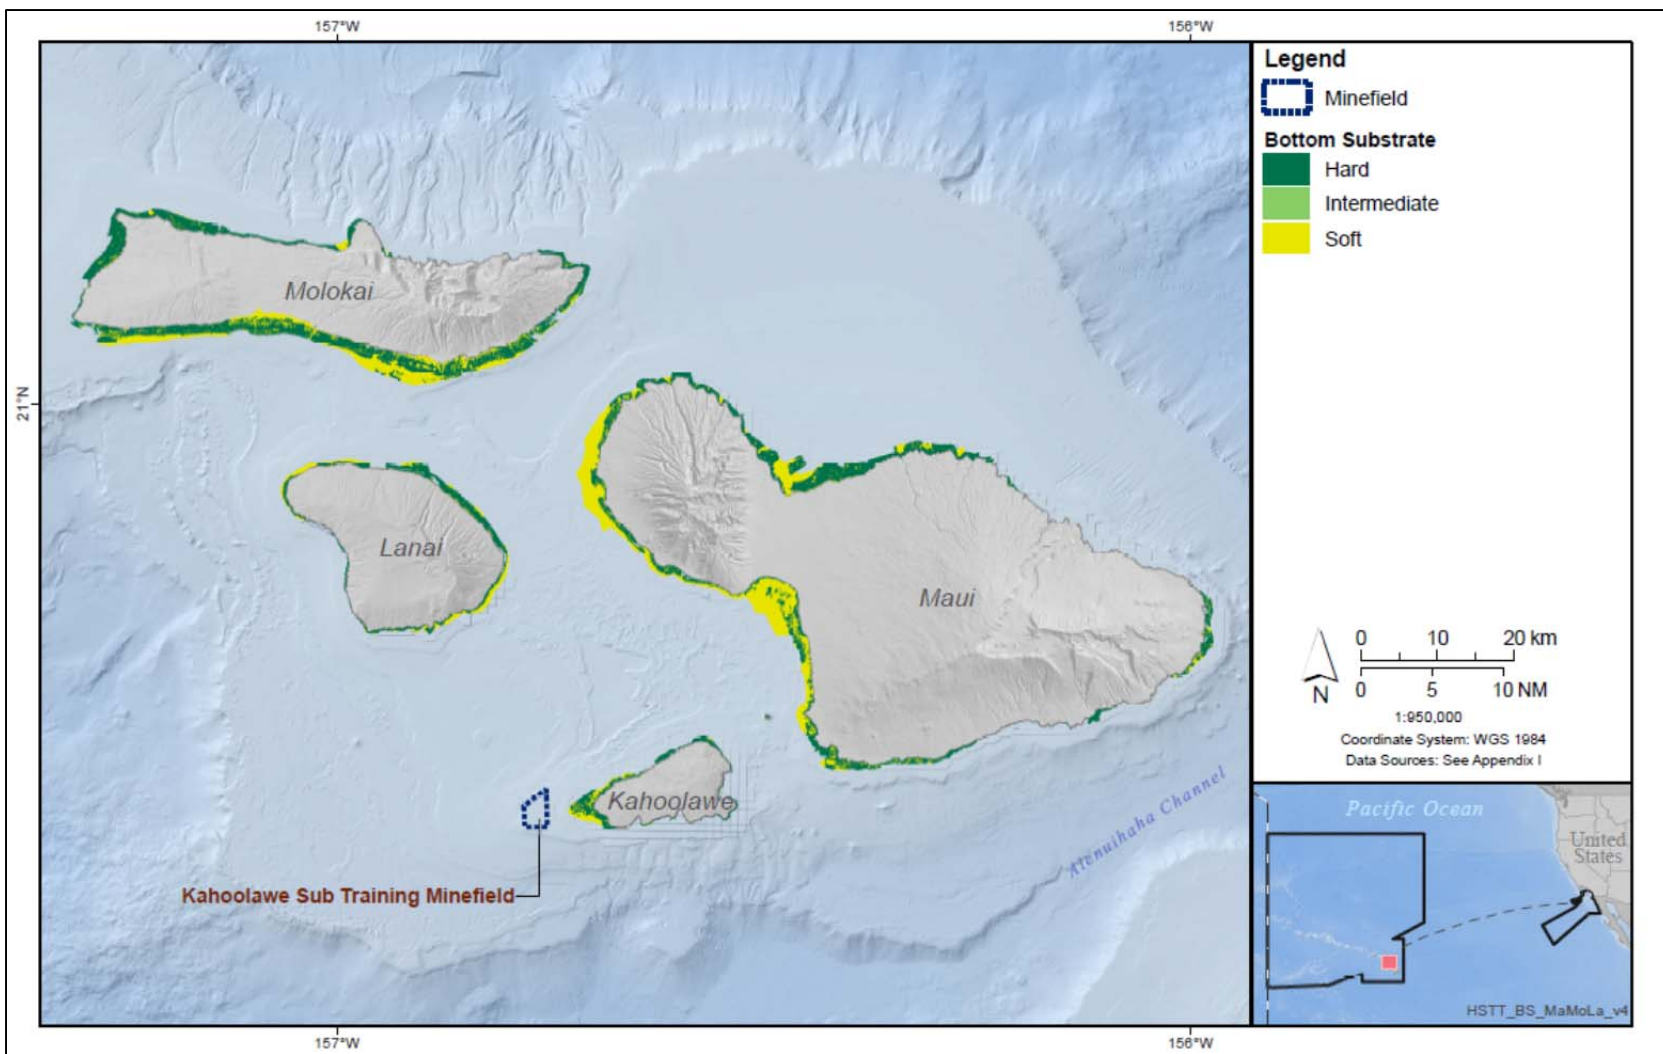 157°W
156°W
21°N
Molokai
Lanai
Maui
Kahoolawe
Kahoolawe Sub Training Minefield
Alenuihaha Channel
157°W
156°W
Legend
Minefield
Bottom Substrate
Hard
Intermediate
Soft
0 10 20 km
N
0 5 10 NM
1:950,000
Coordinate System: WGS 1984
Data Sources: See Appendix I
Pacific Ocean
United
States
HSTT_BS_MaMoLa_v4